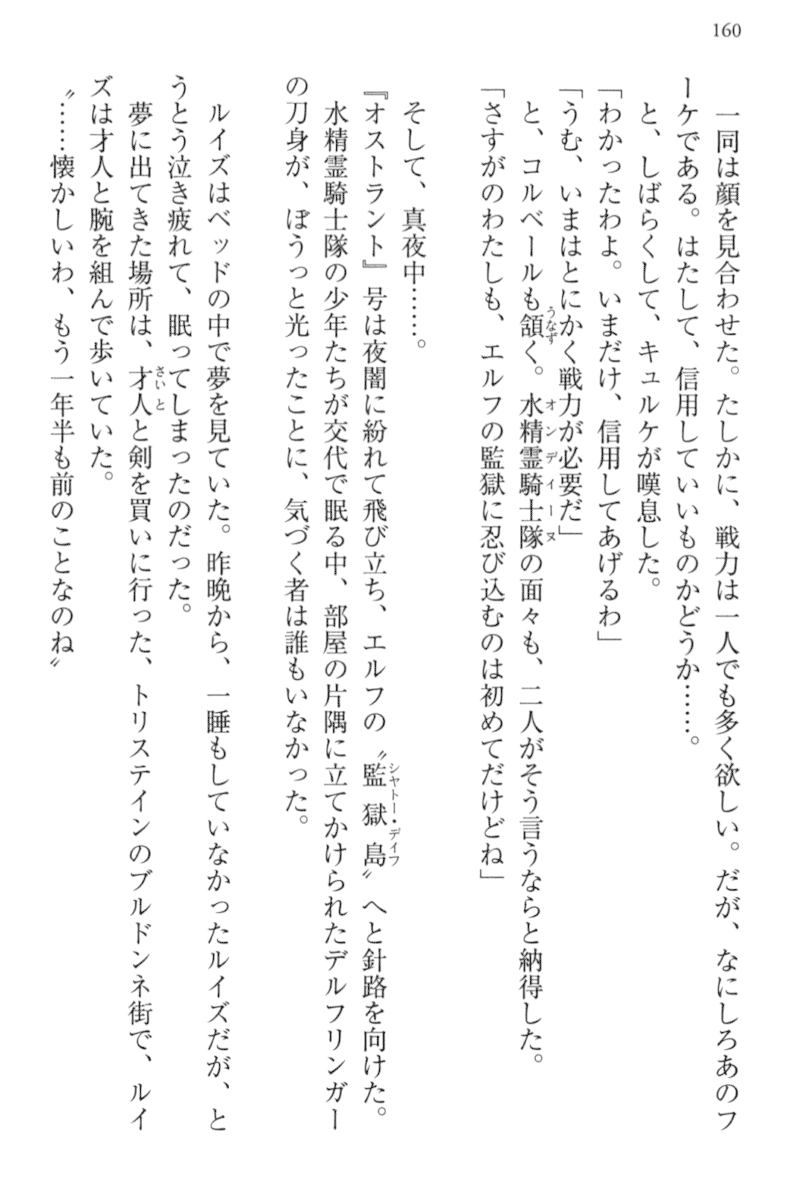 160
一同は顔を見合わせた。たしかに、戦力は一人でも多く欲しい。だが、なにしろあのフ
ーケである。はたして、信用していいものかどうか……。
と、しばらくして、キュルケが嘆息した。
「わかったわよ。いまだけ、信用してあげるわ」
「うむ、いまはとにかく戦力が必要だ」
と、コルベールも頷く。水精霊騎士隊の面々も、二人がそう言うならと納得した。
うなず
オンディーヌ
「さすがのわたしも、エルフの監獄に忍び込むのは初めてだけどね」
そして、真夜中……。
『オストラント』号は夜闇に紛れて飛び立ち、エルフの〝監獄島〟へと針路を向けた。
シャトー・ディフ
水精霊騎士隊の少年たちが交代で眠る中、部屋の片隅に立てかけられたデルフリンガー
の刀身が、ぼうっと光ったことに、気づく者は誰もいなかった。
ルイズはベッドの中で夢を見ていた。昨晩から、一睡もしていなかったルイズだが、と
うとう泣き疲れて、眠ってしまったのだった。
夢に出てきた場所は、才人と剣を買いに行った、トリステインのブルドンネ街で、ルイ
さいと
ズは才人と腕を組んで歩いていた。
〝……懐かしいわ、もう一年半も前のことなのね〟